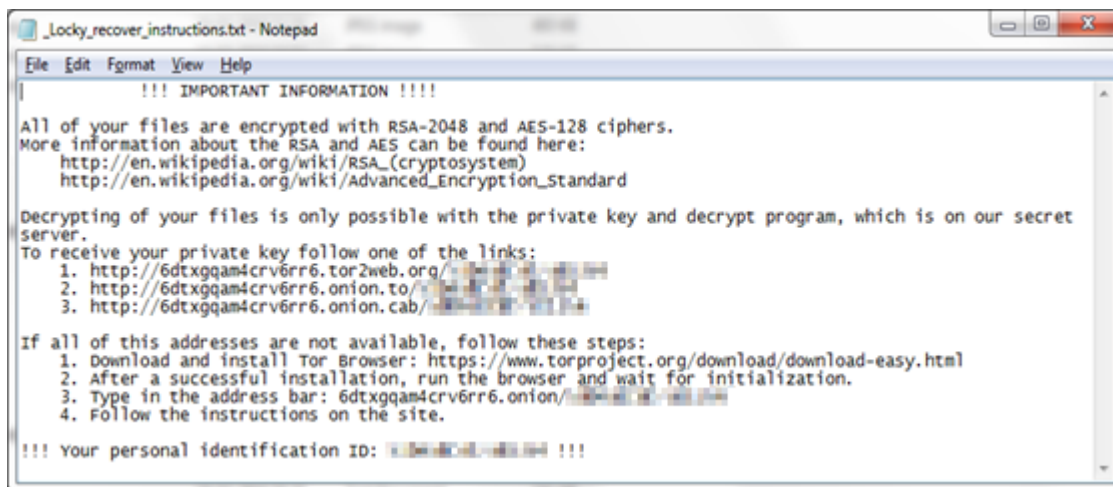 _Locky_recover_instructions.txt - Notepad
File Edit Format View Help
!!! IMPORTANT INFORMATION !!!!
All of your files are encrypted with RSA-2048 and AES-128 ciphers.
More information about the RSA and AES can be found here:
http://en.wikipedia.org/wiki/RSA_(cryptosystem)
http://en.wikipedia.org/wiki/Advanced_Encryption_Standard
Decrypting of your files is only possible with the private key and decrypt program, which is on our secret
server.
To receive your private key follow one of the links:
1. http://6dtxgqam4crv6rr6.tor2web.org/
2. http://6dtxgqam4crv6rr6.onion.to/
3. http://6dtxgqam4crv6rr6.onion.cab/
If all of this addresses are not available, follow these steps:
1. Download and install Tor Browser: https://www.torproject.org/download/download-easy.html
2. After a successful installation, run the browser and wait for initialization.
3. Type in the address bar: 6dtxgqam4crv6rr6.onion/
4. Follow the instructions on the site.
!!! Your personal identification ID: !!!